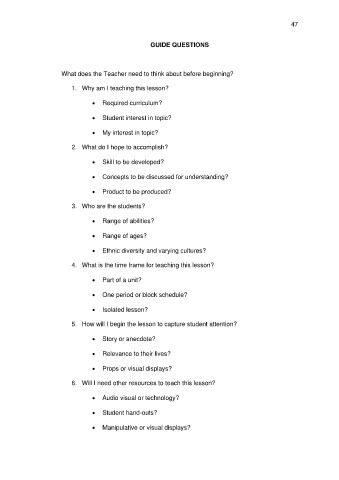 47
GUIDE QUESTIONS
What does the Teacher need to think about before beginning?
1. Why am I teaching this lesson?
• Required curriculum?
• Student interest in topic?
• My interest in topic?
2. What do I hope to accomplish?
• Skill to be developed?
• Concepts to be discussed for understanding?
• Product to be produced?
3. Who are the students?
• Range of abilities?
• Range of ages?
• Ethnic diversity and varying cultures?
4. What is the time frame for teaching this lesson?
• Part of a unit?
• One period or block schedule?
• Isolated lesson?
5. How will I begin the lesson to capture student attention?
• Story or anecdote?
• Relevance to their lives?
• Props or visual displays?
6. Will I need other resources to teach this lesson?
• Audio visual or technology?
• Student hand-outs?
• Manipulative or visual displays?